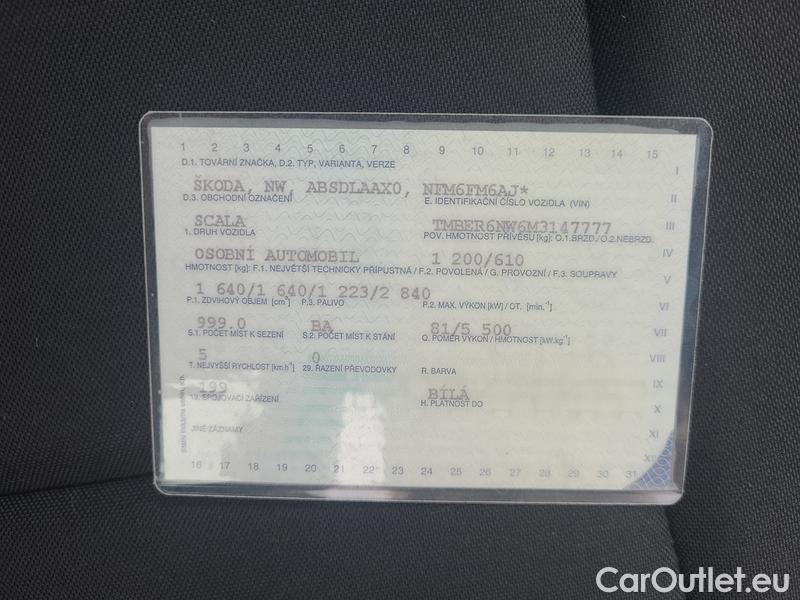 1 2 3 4 5 6 7 8 9 10 11 12 13 14 15
D.1. TOVÁRNÍ ZNAČKA, D.2. TYP, VARIANTA, VERZE
I
ŠKODA, NW, ABSDLAAX0, NFM6FM6AJ*
D.3. OBCHODNÍ OZNAČENÍ E. IDENTIFIKAČNÍ ČÍSLO VOZIDLA (VIN)
II
SCALA TMBER6NW6M3147777
III
1. DRUH VOZIDLA POV. HMOTNOST PŘÍVĚSU [kg]: O.1.BRZD./O.2.NEBRZD.
OSOBNÍ AUTOMOBIL 1 200/610
IV
HMOTNOST [kg]: F.1. NEJVĚTŠÍ TECHNICKY PŘÍPUSTNÁ / F.2. POVOLENÁ / G. PROVOZNÍ / F.3. SOUPRAVY
V
1 640/1 640/1 223/2 840
P.1. ZDVIHOVÝ OBJEM [cm³] P.3. PALIVO P.2. MAX. VÝKON [kW] / OT. [min.⁻¹]
VI
999.0 BA 81/5 500
VII
S.1. POČET MÍST K SEZENÍ S.2. POČET MÍST K STÁNÍ Q. POMĚR VÝKON / HMOTNOST [kW.kg⁻¹]
5 0
VIII
T. NEJVYŠŠÍ RYCHLOST [km.h⁻¹] 29. ŘAZENÍ PŘEVODOVKY R. BARVA
199 BÍLÁ
IX
19. SPOJOVACÍ ZAŘÍZENÍ H. PLATNOST DO
X
JINÉ ZÁZNAMY
XI
16 17 18 19 20 21 22 23 24 25 26 27 28 29 30 31
CarOutlet.eu